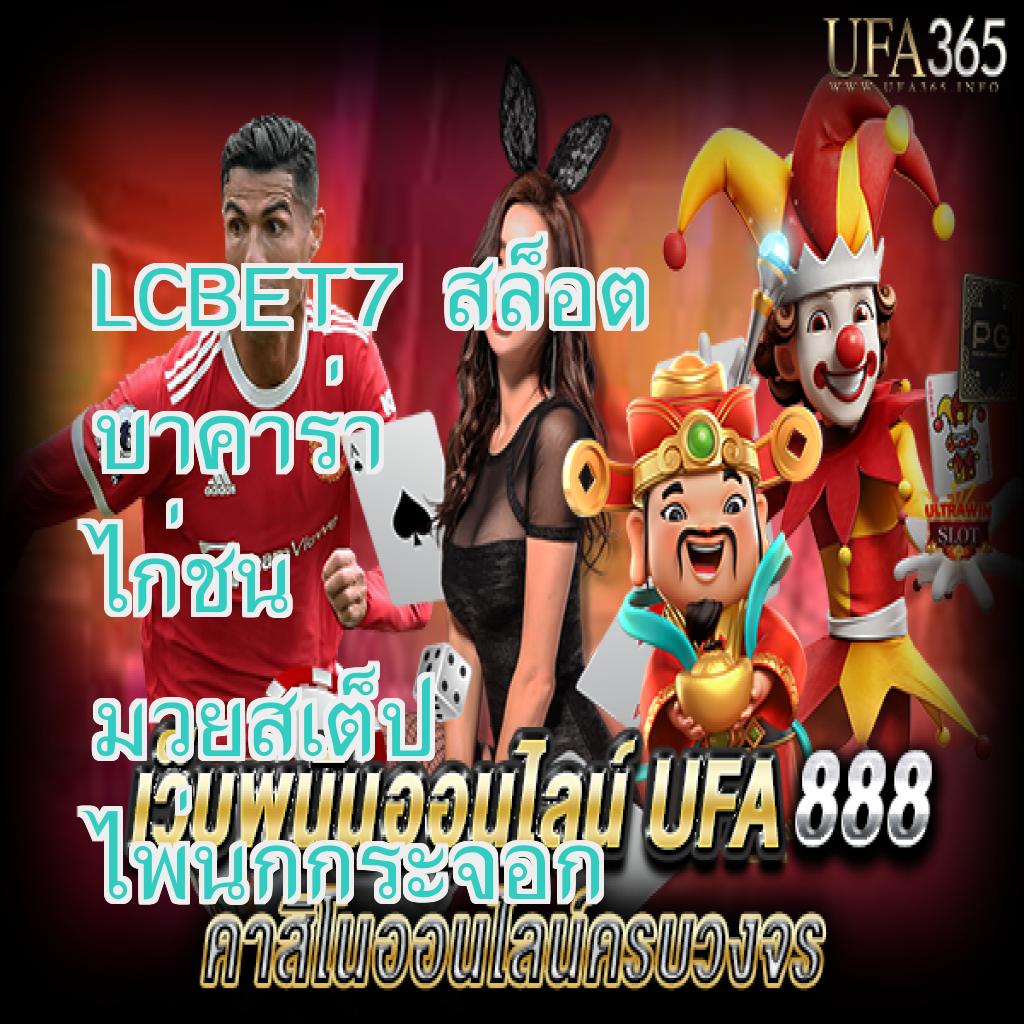 UFA365
WWW.UFA365.INFO
LCBET7 สล็อต
บาคาร่า
ไก่ชน
มวยสเต็ป
ไพ่นกกระจอก
เว็บพนันออนไลน์ UFA 888
คาสิโนออนไลน์ครบวงจร
PG
ULTRAWIN
SLOT
adidas